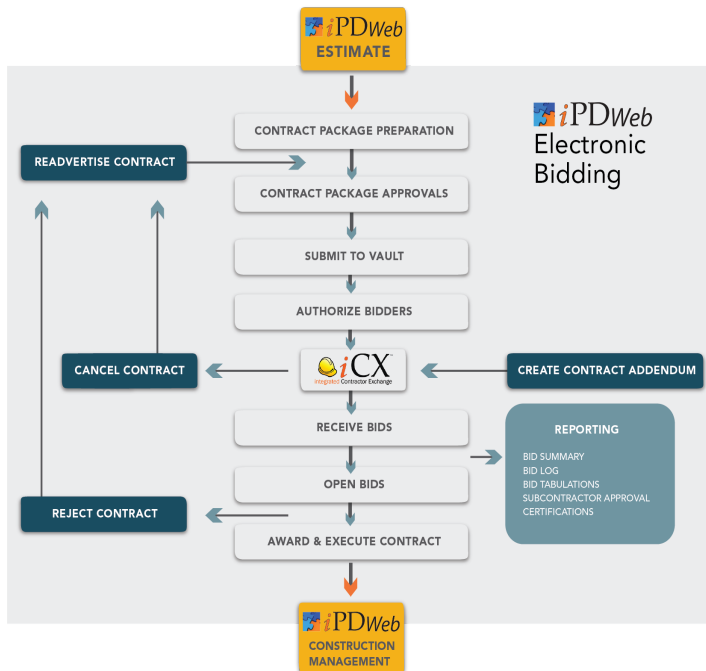 iPDWeb
ESTIMATE
iPDWeb
Electronic
Bidding
CONTRACT PACKAGE PREPARATION
READVERTISE CONTRACT
CONTRACT PACKAGE APPROVALS
SUBMIT TO VAULT
AUTHORIZE BIDDERS
CANCEL CONTRACT
iCX™
Integrated Contractor Exchange
CREATE CONTRACT ADDENDUM
RECEIVE BIDS
REPORTING
BID SUMMARY
BID LOG
BID TABULATIONS
SUBCONTRACTOR APPROVAL
CERTIFICATIONS
OPEN BIDS
REJECT CONTRACT
AWARD & EXECUTE CONTRACT
iPDWeb
CONSTRUCTION
MANAGEMENT